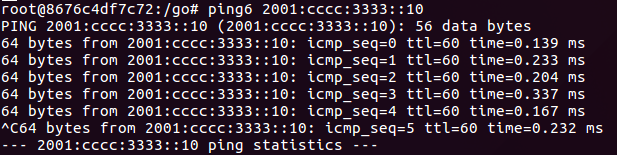 root@8676c4df7c72:/go# ping6 2001:cccc:3333::10
PING 2001:cccc:3333::10 (2001:cccc:3333::10): 56 data bytes
64 bytes from 2001:cccc:3333::10: icmp_seq=0 ttl=60 time=0.139 ms
64 bytes from 2001:cccc:3333::10: icmp_seq=1 ttl=60 time=0.233 ms
64 bytes from 2001:cccc:3333::10: icmp_seq=2 ttl=60 time=0.204 ms
64 bytes from 2001:cccc:3333::10: icmp_seq=3 ttl=60 time=0.337 ms
64 bytes from 2001:cccc:3333::10: icmp_seq=4 ttl=60 time=0.167 ms
^C64 bytes from 2001:cccc:3333::10: icmp_seq=5 ttl=60 time=0.232 ms
--- 2001:cccc:3333::10 ping statistics ---